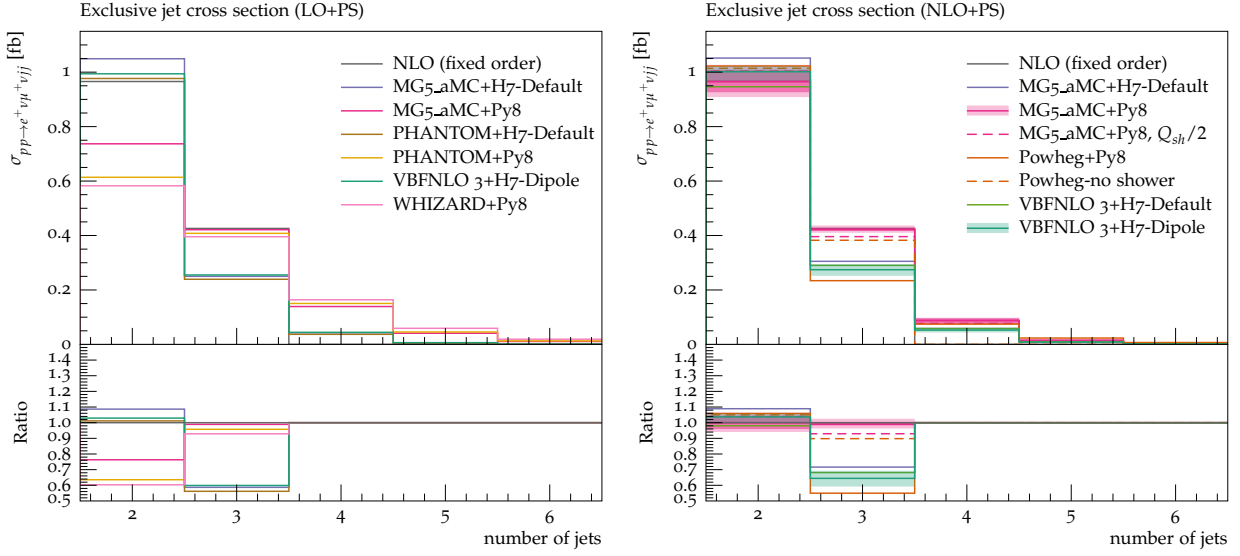 Exclusive jet cross section (LO+PS)
σpp→e⁺νμ⁺νjj [fb]
1
0.8
0.6
0.4
0.2
0
NLO (fixed order)
MG5_aMC+H7-Default
MG5_aMC+Py8
PHANTOM+H7-Default
PHANTOM+Py8
VBFNLO 3+H7-Dipole
WHIZARD+Py8
Ratio
1.4
1.3
1.2
1.1
1.0
0.9
0.8
0.7
0.6
0.5
2 3 4 5 6
number of jets
Exclusive jet cross section (NLO+PS)
σpp→e⁺νμ⁺νjj [fb]
1
0.8
0.6
0.4
0.2
0
NLO (fixed order)
MG5_aMC+H7-Default
MG5_aMC+Py8
MG5_aMC+Py8, Qsh/2
Powheg+Py8
Powheg-no shower
VBFNLO 3+H7-Default
VBFNLO 3+H7-Dipole
Ratio
1.4
1.3
1.2
1.1
1.0
0.9
0.8
0.7
0.6
0.5
2 3 4 5 6
number of jets